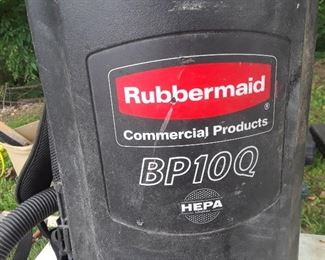 Rubbermaid
®
Commercial Products
BP10Q
HEPA